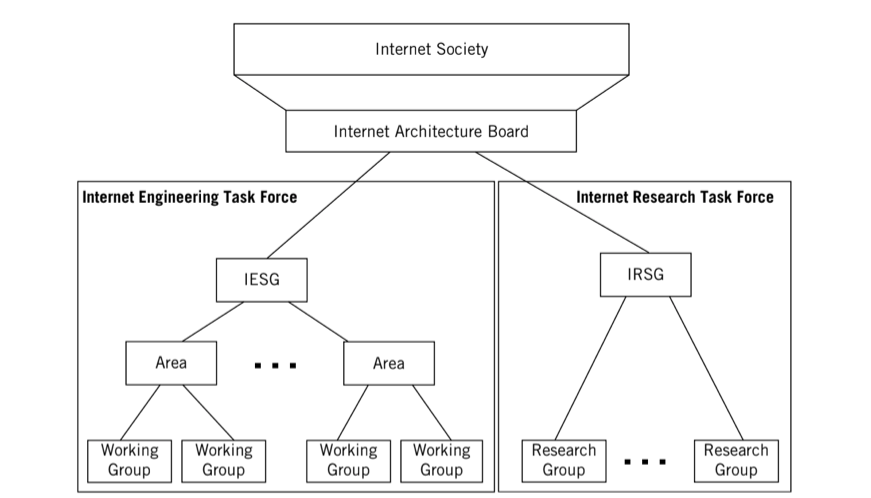 Internet Society
Internet Architecture Board
Internet Engineering Task Force
Internet Research Task Force
IESG
IRSG
Area
Area
Working
Group
Working
Group
Working
Group
Working
Group
Research
Group
Research
Group